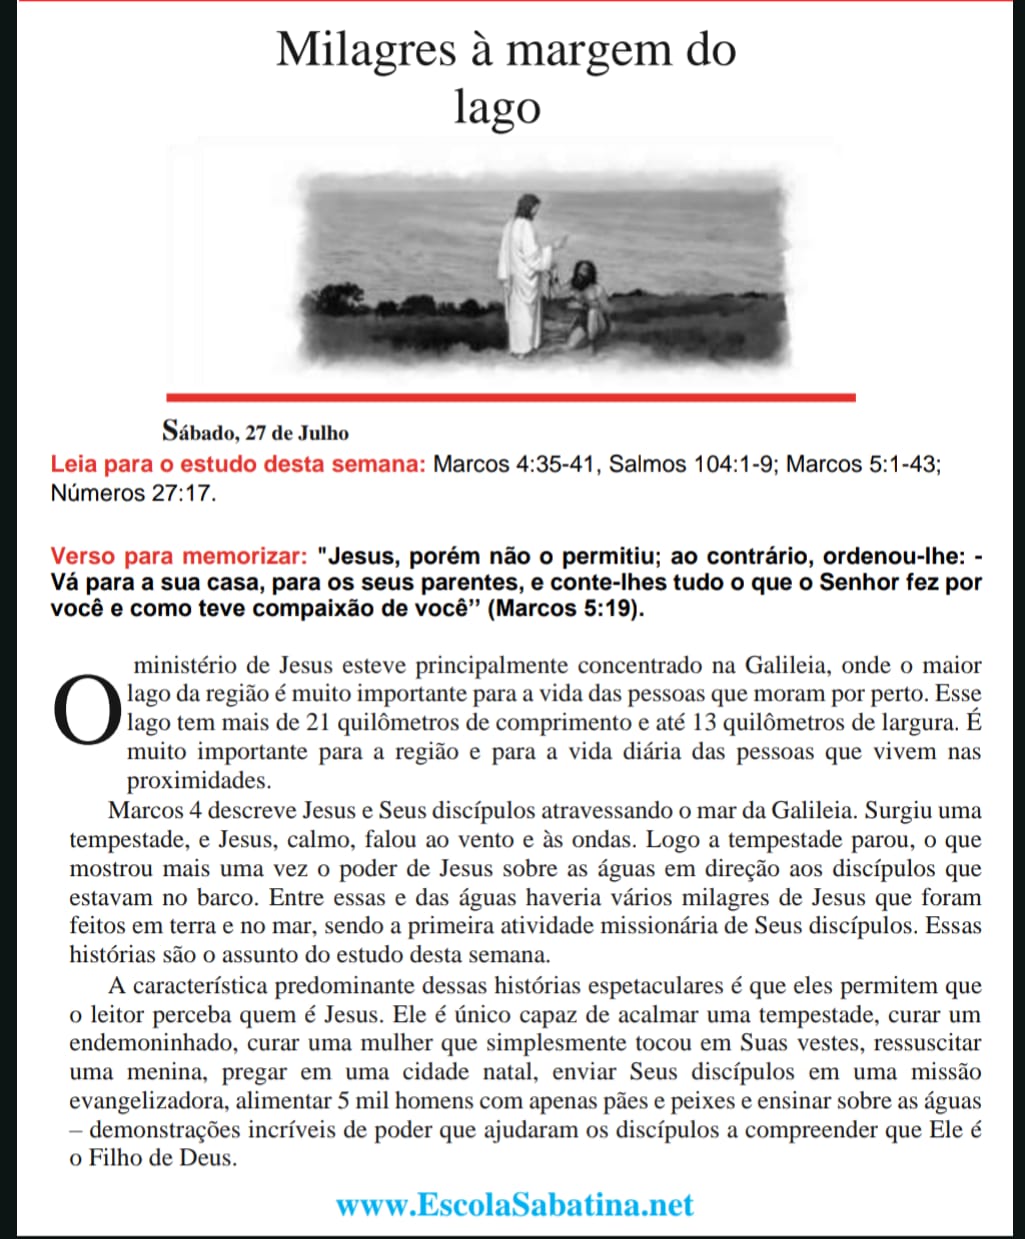 Milagres à margem do
lago
Sábado, 27 de Julho
Leia para o estudo desta semana: Marcos 4:35-41, Salmos 104:1-9; Marcos 5:1-43;
Números 27:17.
Verso para memorizar: "Jesus, porém não o permitiu; ao contrário, ordenou-lhe: -
Vá para a sua casa, para os seus parentes, e conte-lhes tudo o que o Senhor fez por
você e como teve compaixão de você’’ (Marcos 5:19).
O ministério de Jesus esteve principalmente concentrado na Galileia, onde o maior
lago da região é muito importante para a vida das pessoas que moram por perto. Esse
lago tem mais de 21 quilômetros de comprimento e até 13 quilômetros de largura. É
muito importante para a região e para a vida diária das pessoas que vivem nas
proximidades.
Marcos 4 descreve Jesus e Seus discípulos atravessando o mar da Galileia. Surgiu uma
tempestade, e Jesus, calmo, falou ao vento e às ondas. Logo a tempestade parou, o que
mostrou mais uma vez o poder de Jesus sobre as águas em direção aos discípulos que
estavam no barco. Entre essas e das águas haveria vários milagres de Jesus que foram
feitos em terra e no mar, sendo a primeira atividade missionária de Seus discípulos. Essas
histórias são o assunto do estudo desta semana.
A característica predominante dessas histórias espetaculares é que eles permitem que
o leitor perceba quem é Jesus. Ele é único capaz de acalmar uma tempestade, curar um
endemoninhado, curar uma mulher que simplesmente tocou em Suas vestes, ressuscitar
uma menina, pregar em uma cidade natal, enviar Seus discípulos em uma missão
evangelizadora, alimentar 5 mil homens com apenas pães e peixes e ensinar sobre as águas
– demonstrações incríveis de poder que ajudaram os discípulos a compreender que Ele é
o Filho de Deus.
www.EscolaSabatina.net